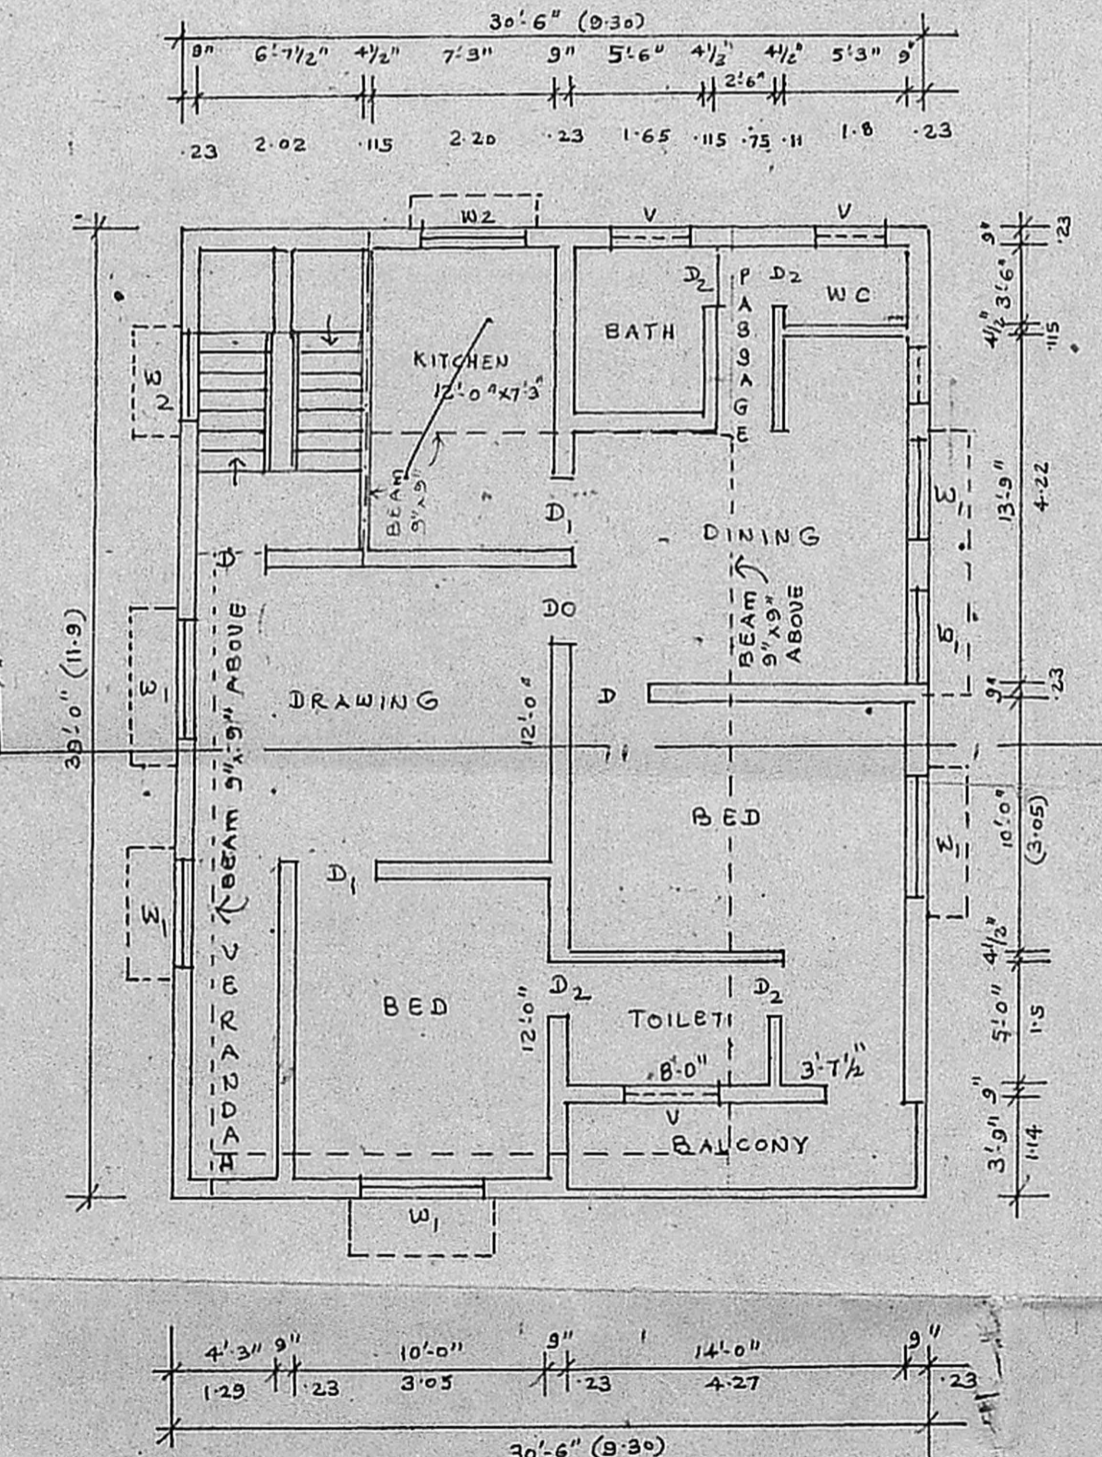 30'-6" (9.30)
9" 6'-7½" 4½" 7'-3" 9" 5'-6" 4½" 2'-6" 4½" 5'-3" 9"
.23 2.02 .115 2.20 .23 1.65 .115 .75 .11 1.8 .23
W2 V V
9" .23
D2 PASSAGE D2 WC
3'-6"
4½" .115
BATH
W2
KITCHEN
12'-0"x7'3"
BEAM
9"x9"
D1
DINING
W1
13'-9" 4.22
D
DO
BEAM
9"x9"
ABOVE
W1
39'-0" (11.9)
W1
DRAWING
12'-0"
D
9" .23
BEAM 9"x9" ABOVE
BED
W1
10'-0"
(3.05)
W1
D1
VERANDAH
BED
12'-0"
D2
D2
TOILET
4½"
5'-0" 1.5
8'-0" 3'-7½"
9"
V
BALCONY
3'-9" 1.14
W1
4'-3" 9" 10'-0" 9" 14'-0" 9"
1.29 .23 3.05 .23 4.27 .23
30'-6" (9.30)